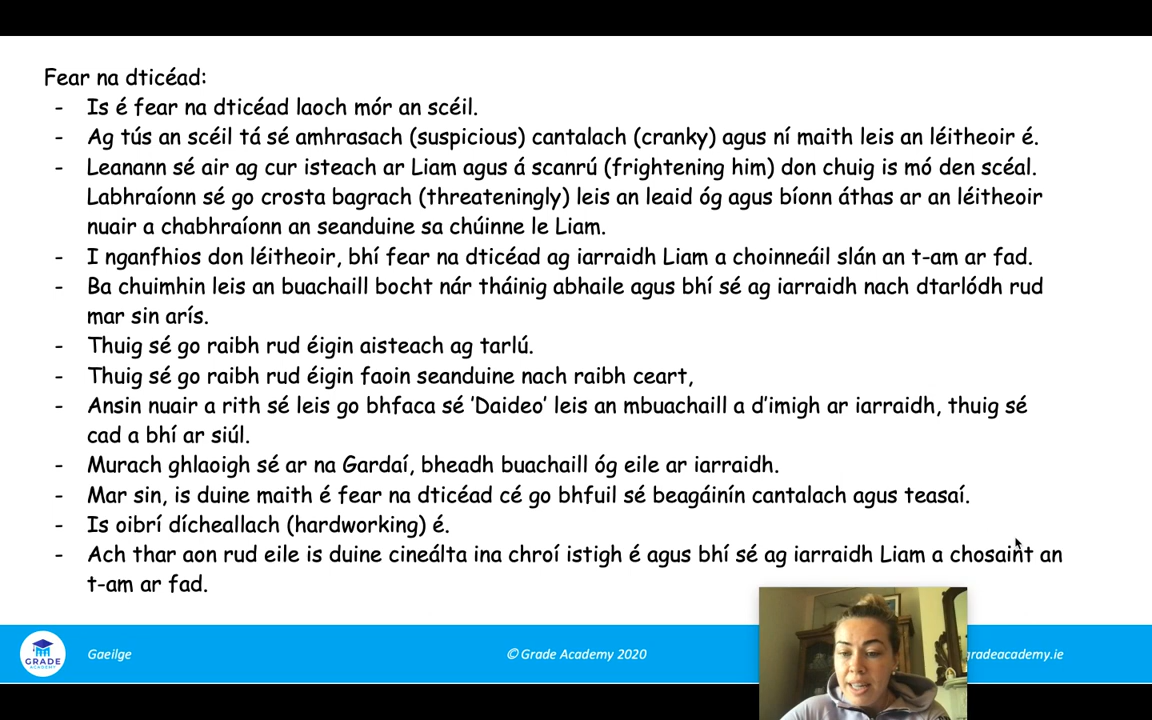 Fear na dticéad:
- Is é fear na dticéad laoch mór an scéil.
- Ag tús an scéil tá sé amhrasach (suspicious) cantalach (cranky) agus ní maith leis an léitheoir é.
- Leanann sé air ag cur isteach ar Liam agus á scanrú (frightening him) don chuig is mó den scéal.
Labhraíonn sé go crosta bagrach (threateningly) leis an leaid óg agus bíonn áthas ar an léitheoir
nuair a chabhraíonn an seanduine sa chúinne le Liam.
- I nganfhios don léitheoir, bhí fear na dticéad ag iarraidh Liam a choinneáil slán an t-am ar fad.
- Ba chuimhin leis an buachaill bocht nár tháinig abhaile agus bhí sé ag iarraidh nach dtarlódh rud
mar sin arís.
- Thuig sé go raibh rud éigin aisteach ag tarlú.
- Thuig sé go raibh rud éigin faoin seanduine nach raibh ceart,
- Ansin nuair a rith sé leis go bhfaca sé 'Daideo' leis an mbuachaill a d'imigh ar iarraidh, thuig sé
cad a bhí ar siúl.
- Murach ghlaoigh sé ar na Gardaí, bheadh buachaill óg eile ar iarraidh.
- Mar sin, is duine maith é fear na dticéad cé go bhfuil sé beagáinín cantalach agus teasaí.
- Is oibrí dícheallach (hardworking) é.
- Ach thar aon rud eile is duine cineálta ina chroí istigh é agus bhí sé ag iarraidh Liam a chosaint an
t-am ar fad.
GRADE
ACADEMY
Gaeilge
© Grade Academy 2020
gradeacademy.ie